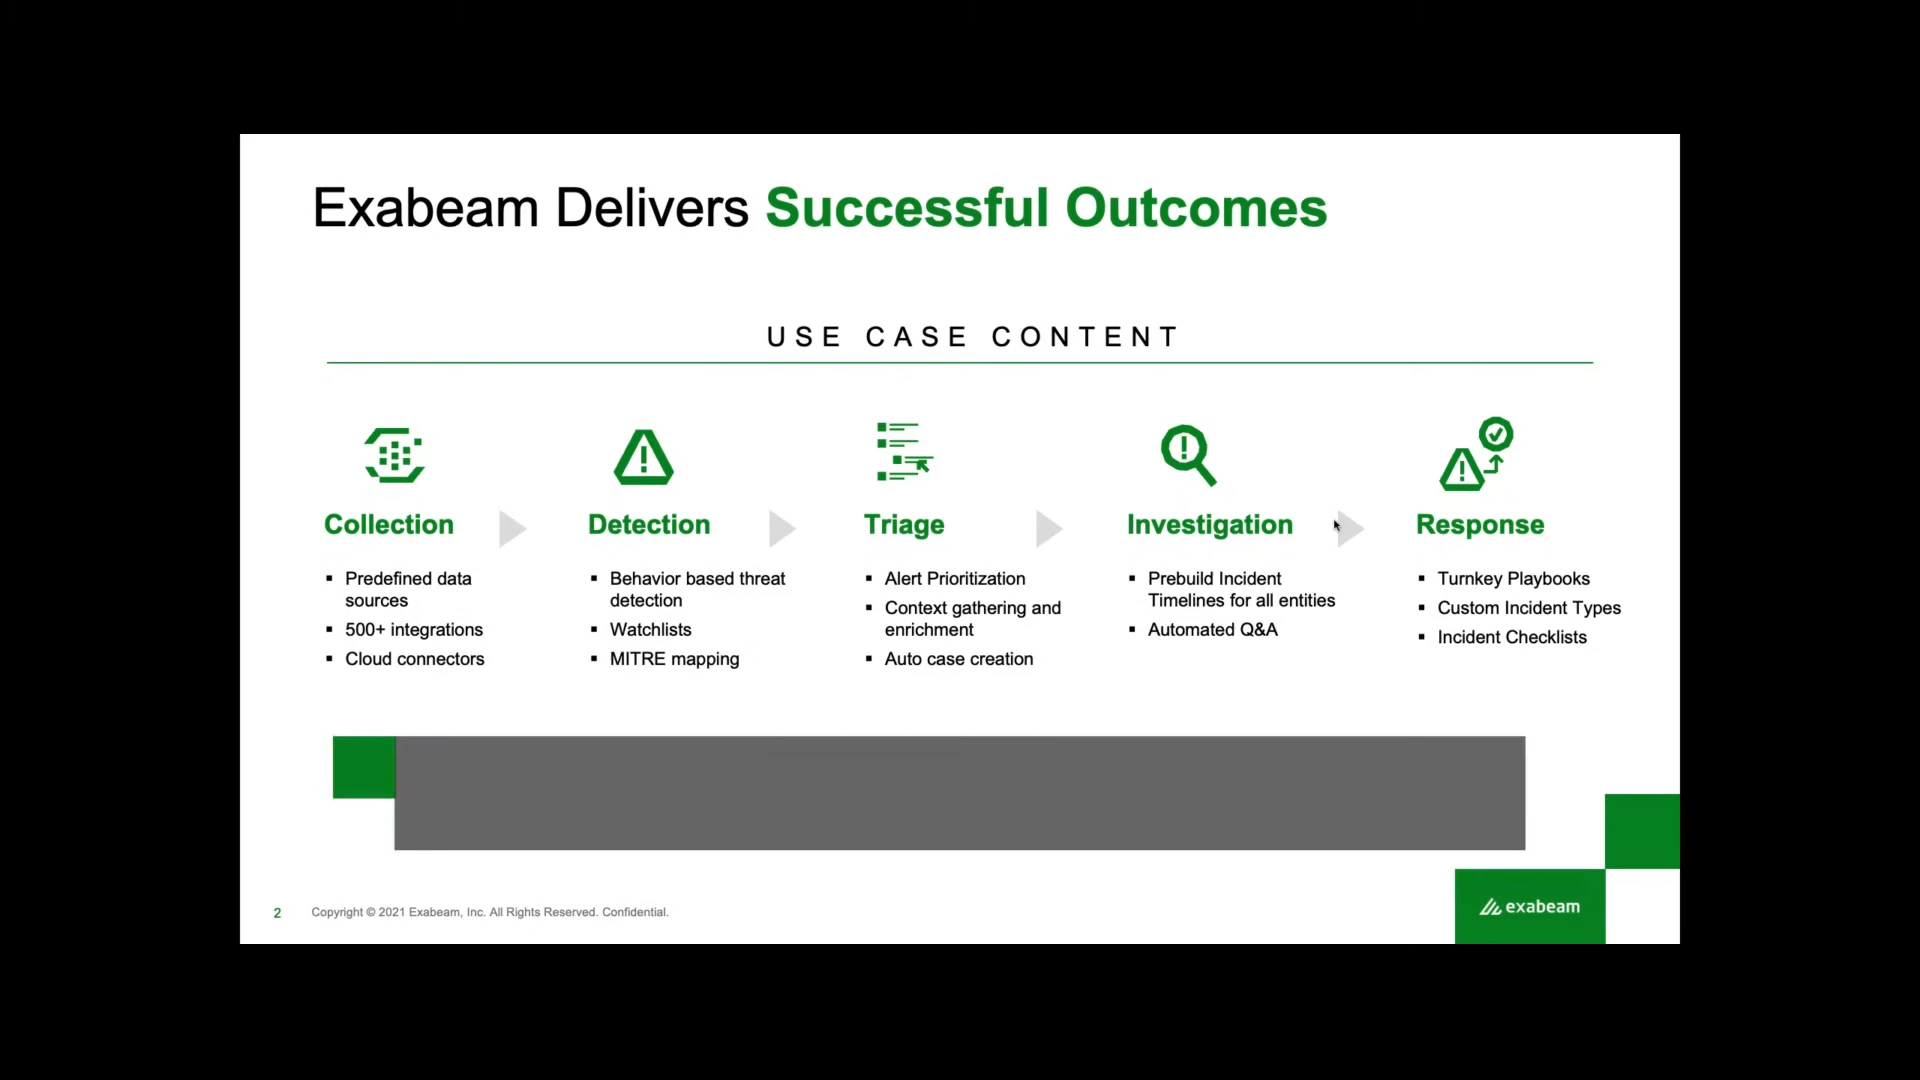 Exabeam Delivers Successful Outcomes
USE CASE CONTENT
Collection
▪ Predefined data
sources
▪ 500+ integrations
▪ Cloud connectors
Detection
▪ Behavior based threat
detection
▪ Watchlists
▪ MITRE mapping
Triage
▪ Alert Prioritization
▪ Context gathering and
enrichment
▪ Auto case creation
Investigation
▪ Prebuild Incident
Timelines for all entities
▪ Automated Q&A
Response
▪ Turnkey Playbooks
▪ Custom Incident Types
▪ Incident Checklists
2 Copyright © 2021 Exabeam, Inc. All Rights Reserved. Confidential.
exabeam